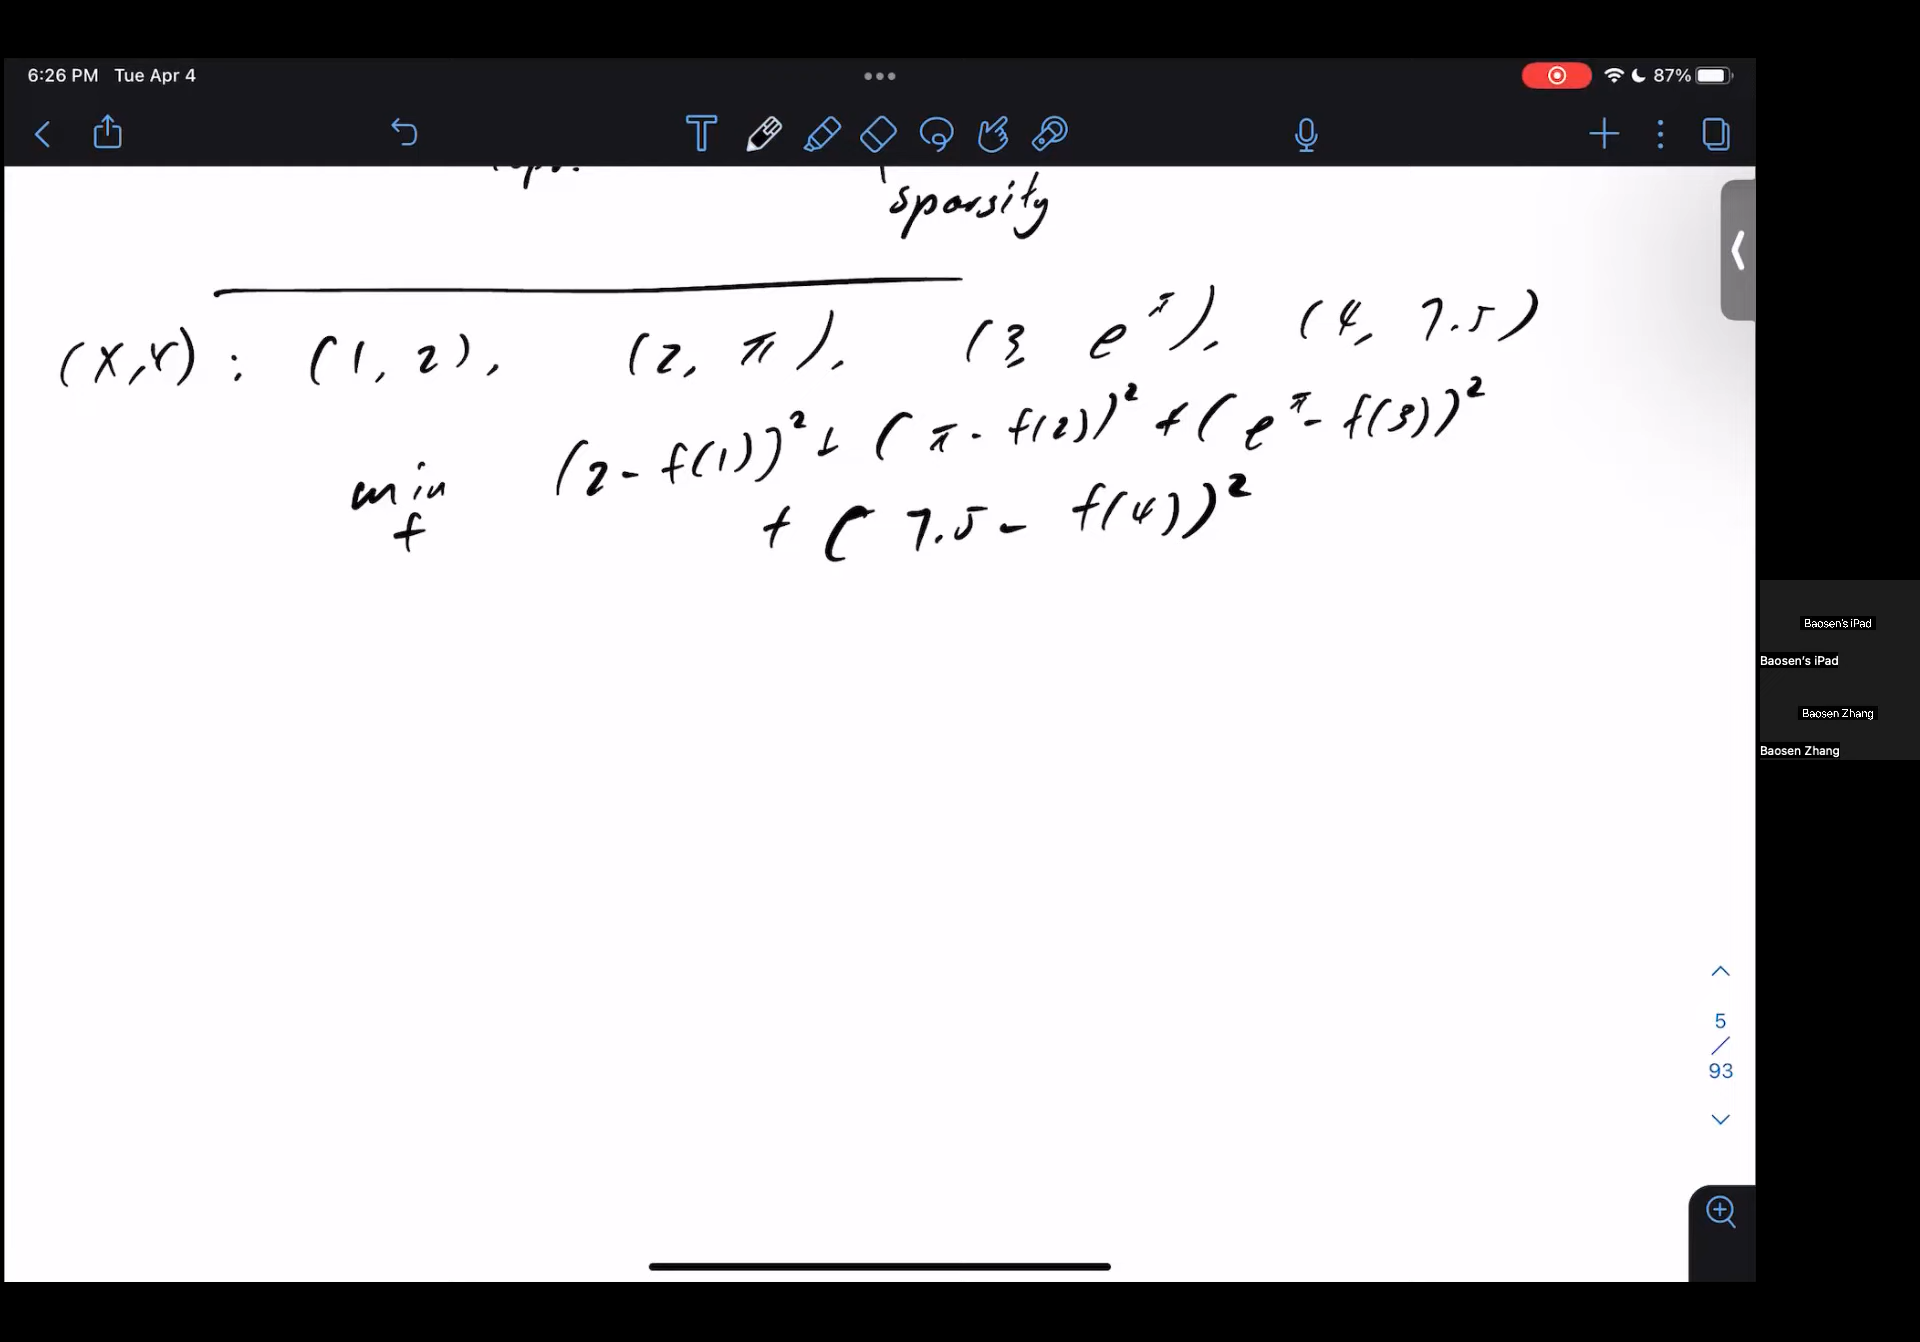 6:26 PM Tue Apr 4
87%
sparsity
(X,Y) : (1, 2), (2, π), (3, e^π), (4, 7.5)
min (2 - f(1))² + (π - f(2))² + (e^π - f(3))²
f + (7.5 - f(4))²
Baosen's iPad
Baosen's iPad
Baosen Zhang
Baosen Zhang
5
/
93